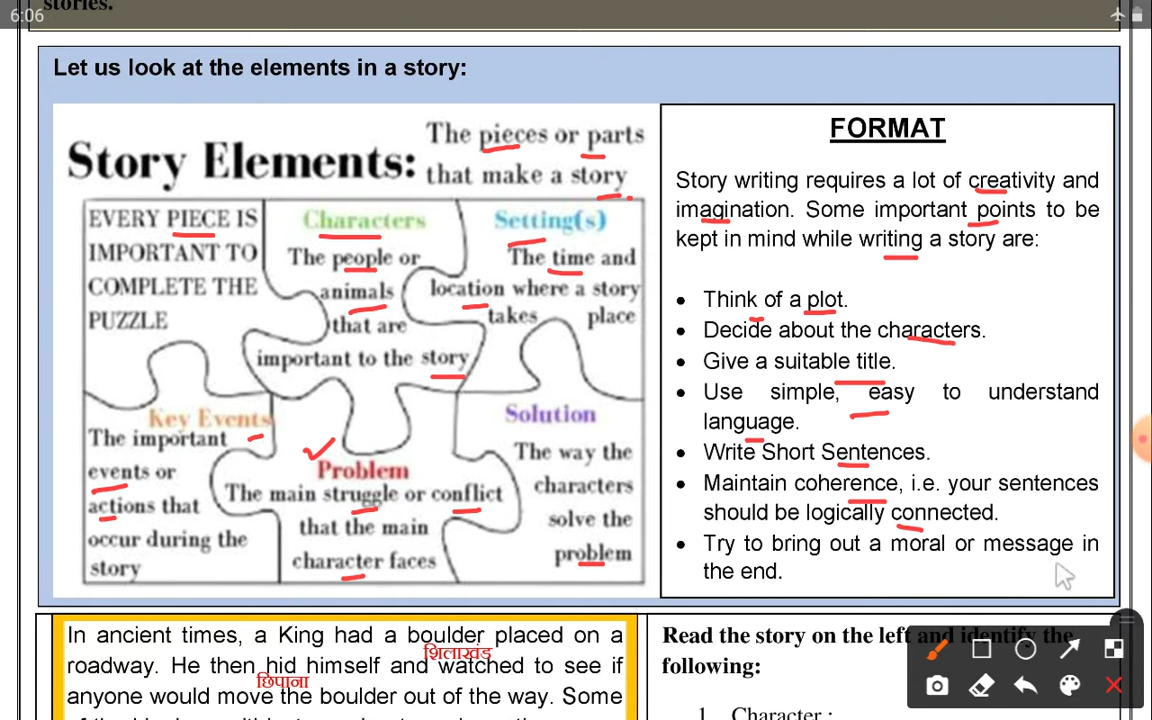 stories.
6:06
Let us look at the elements in a story:
Story Elements:
The pieces or parts
that make a story
EVERY PIECE IS
IMPORTANT TO
COMPLETE THE
PUZZLE
Characters
The people or
animals
that are
important to the story
Setting(s)
The time and
location where a story
takes place
Key Events
The important
events or
actions that
occur during the
story
Problem
The main struggle or conflict
that the main
character faces
Solution
The way the
characters
solve the
problem
FORMAT
Story writing requires a lot of creativity and
imagination. Some important points to be
kept in mind while writing a story are:
• Think of a plot.
• Decide about the characters.
• Give a suitable title.
• Use simple, easy to understand
language.
• Write Short Sentences.
• Maintain coherence, i.e. your sentences
should be logically connected.
• Try to bring out a moral or message in
the end.
In ancient times, a King had a boulder placed on a
शिलाखंड
roadway. He then hid himself and watched to see if
छिपाना
anyone would move the boulder out of the way. Some
Read the story on the left and identify the
following:
1. Character :